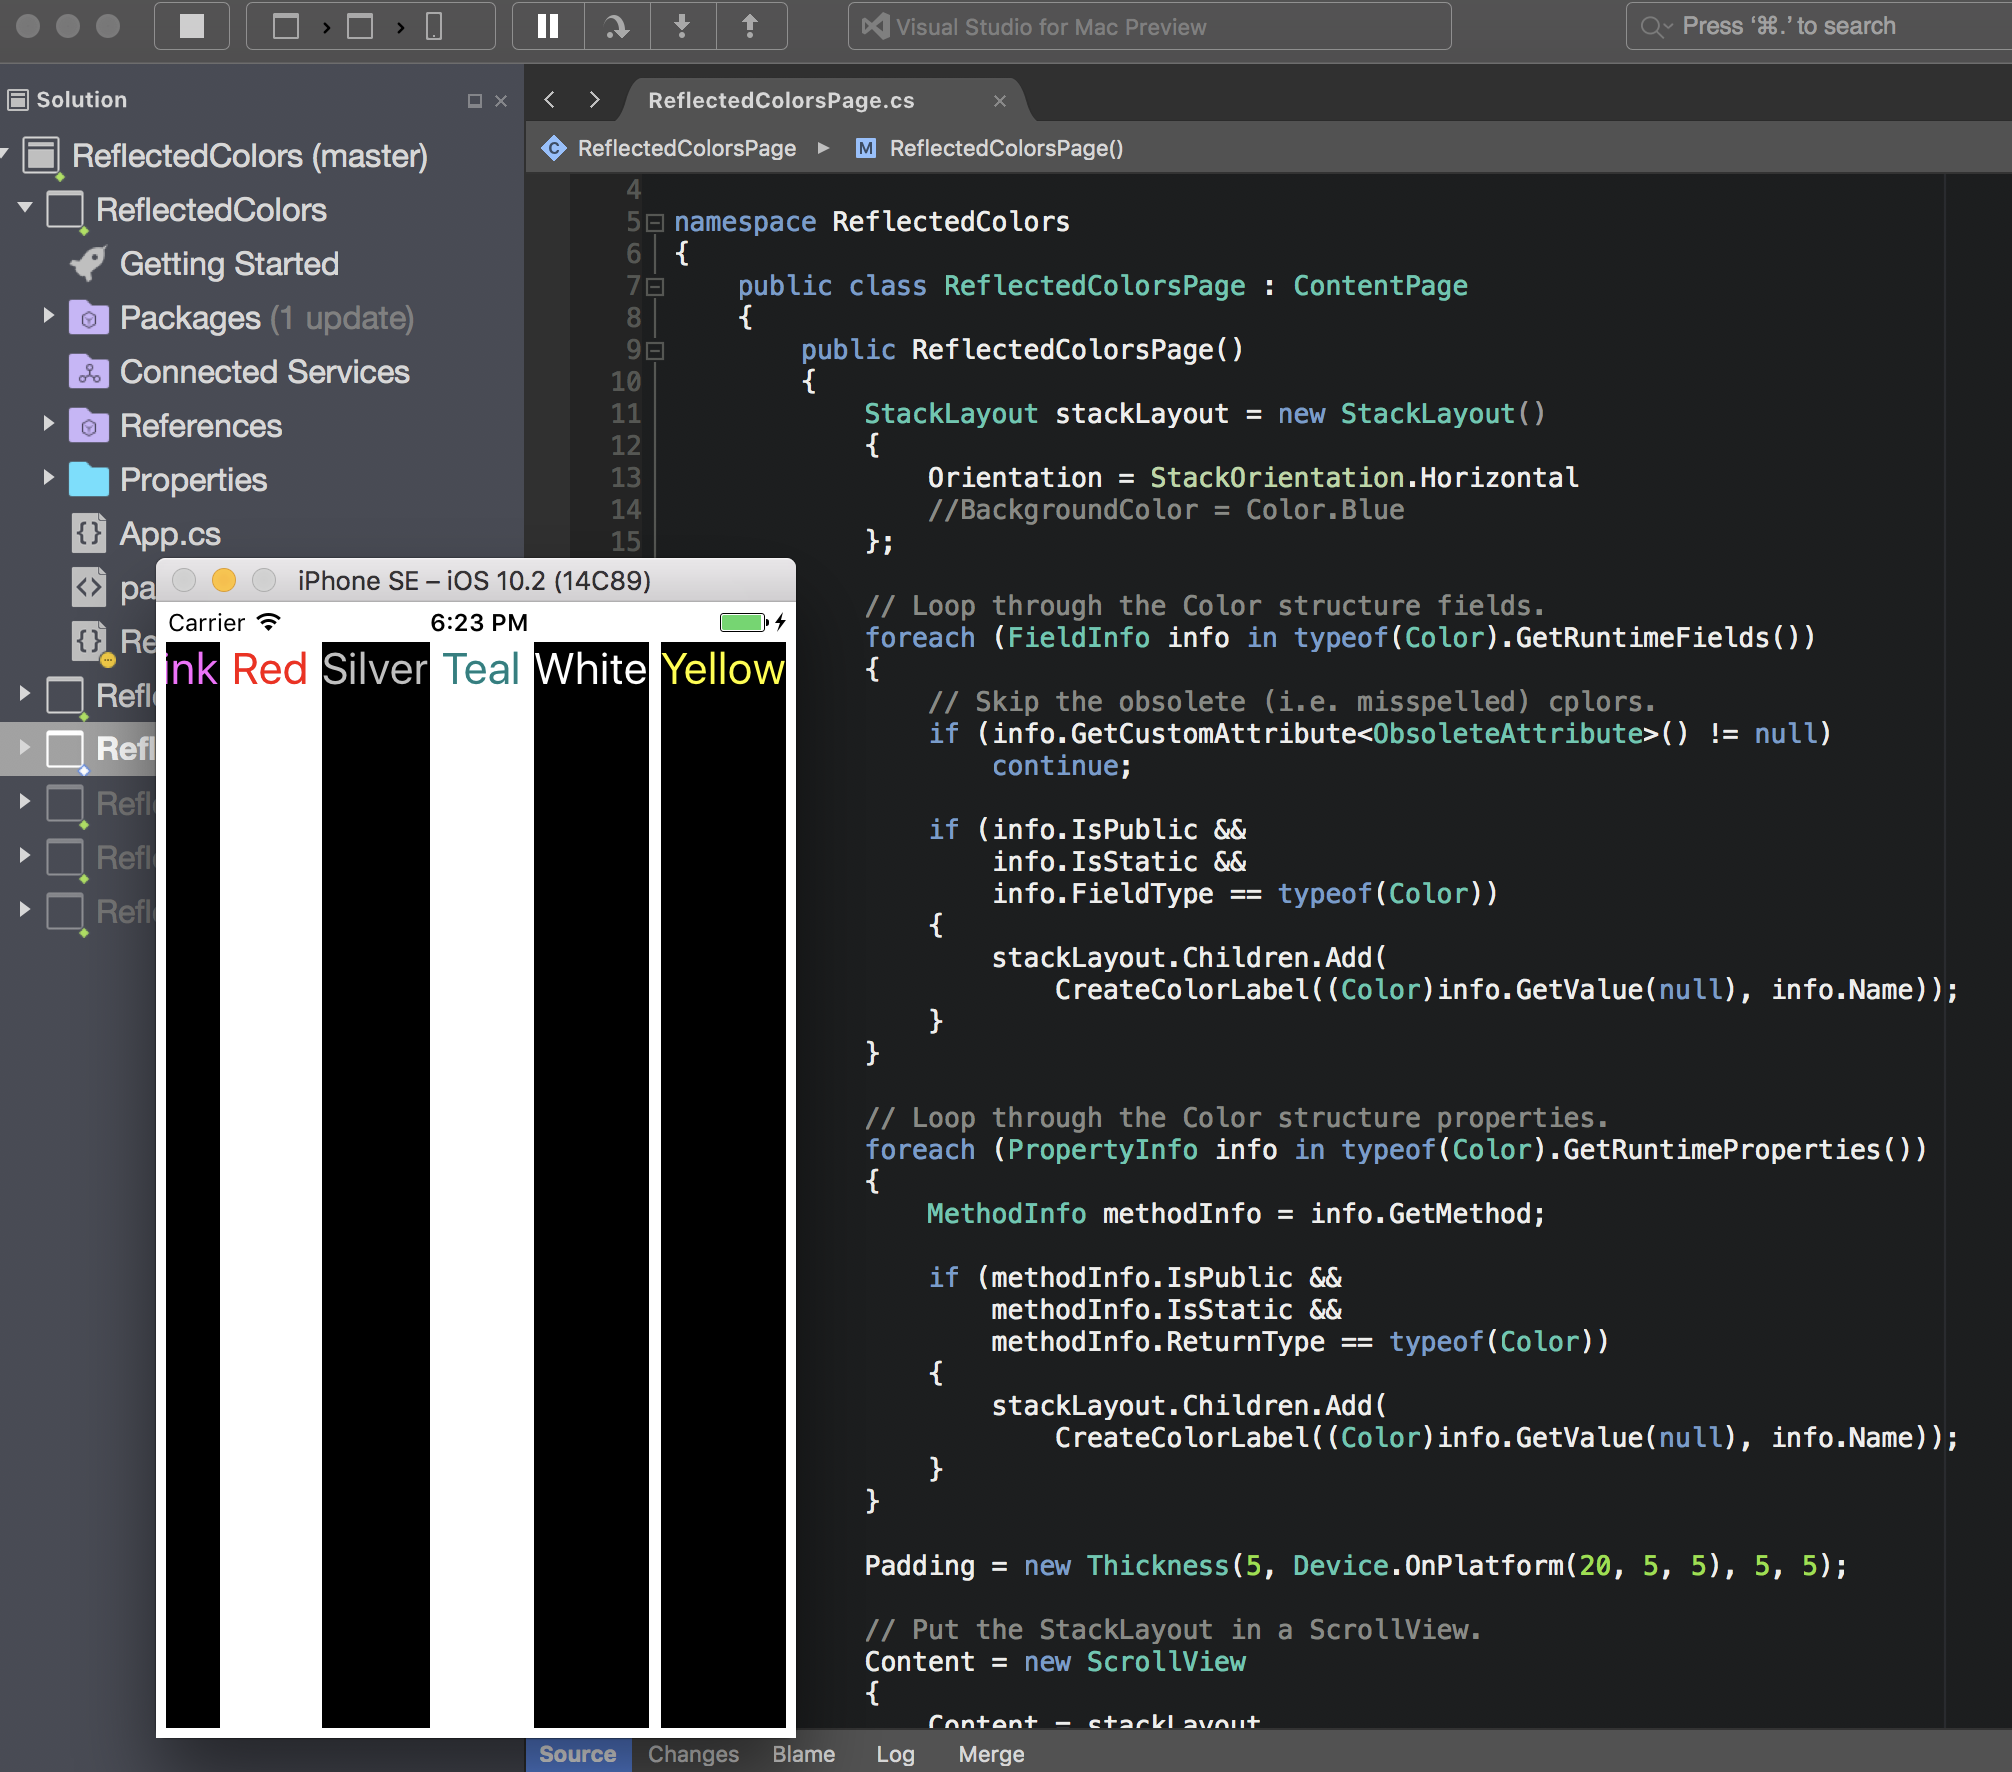 Visual Studio for Mac Preview
Press ‘⌘.’ to search
Solution
ReflectedColors (master)
ReflectedColors
Getting Started
Packages (1 update)
Connected Services
References
Properties
App.cs
pa
Re
Refl
Refl
Refl
Refl
Refl
ReflectedColorsPage.cs
ReflectedColorsPage
ReflectedColorsPage()
4
5 namespace ReflectedColors
6 {
7 public class ReflectedColorsPage : ContentPage
8 {
9 public ReflectedColorsPage()
10 {
11 StackLayout stackLayout = new StackLayout()
12 {
13 Orientation = StackOrientation.Horizontal
14 //BackgroundColor = Color.Blue
15 };
// Loop through the Color structure fields.
foreach (FieldInfo info in typeof(Color).GetRuntimeFields())
{
// Skip the obsolete (i.e. misspelled) cplors.
if (info.GetCustomAttribute<ObsoleteAttribute>() != null)
continue;
if (info.IsPublic &&
info.IsStatic &&
info.FieldType == typeof(Color))
{
stackLayout.Children.Add(
CreateColorLabel((Color)info.GetValue(null), info.Name));
}
}
// Loop through the Color structure properties.
foreach (PropertyInfo info in typeof(Color).GetRuntimeProperties())
{
MethodInfo methodInfo = info.GetMethod;
if (methodInfo.IsPublic &&
methodInfo.IsStatic &&
methodInfo.ReturnType == typeof(Color))
{
stackLayout.Children.Add(
CreateColorLabel((Color)info.GetValue(null), info.Name));
}
}
Padding = new Thickness(5, Device.OnPlatform(20, 5, 5), 5, 5);
// Put the StackLayout in a ScrollView.
Content = new ScrollView
{
Content = stackLayout
iPhone SE – iOS 10.2 (14C89)
Carrier 6:23 PM
ink Red Silver Teal White Yellow
Source Changes Blame Log Merge